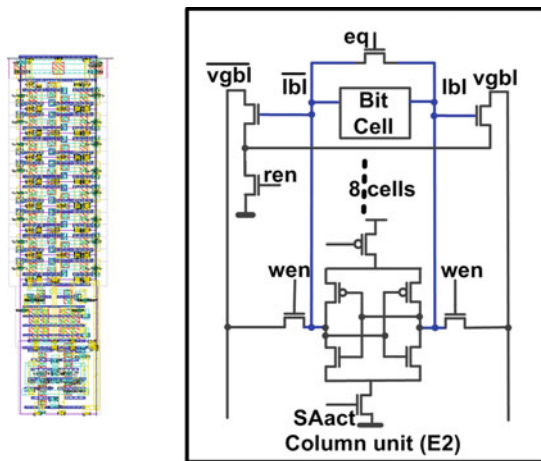 eq
vgbl lbl lbl vgbl
Bit
Cell
ren
8 cells
wen wen
SAact
Column unit (E2)